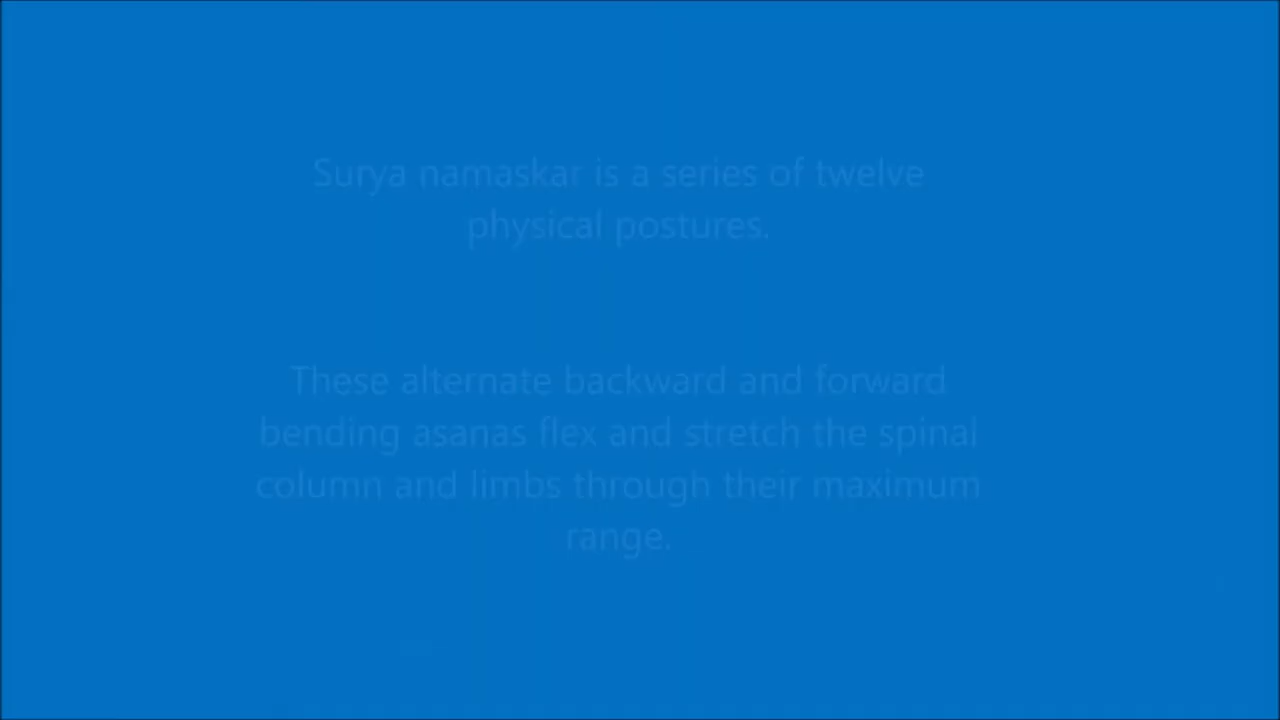 Surya namaskar is a series of twelve
physical postures.
These alternate backward and forward
bending asanas flex and stretch the spinal
column and limbs through their maximum
range.